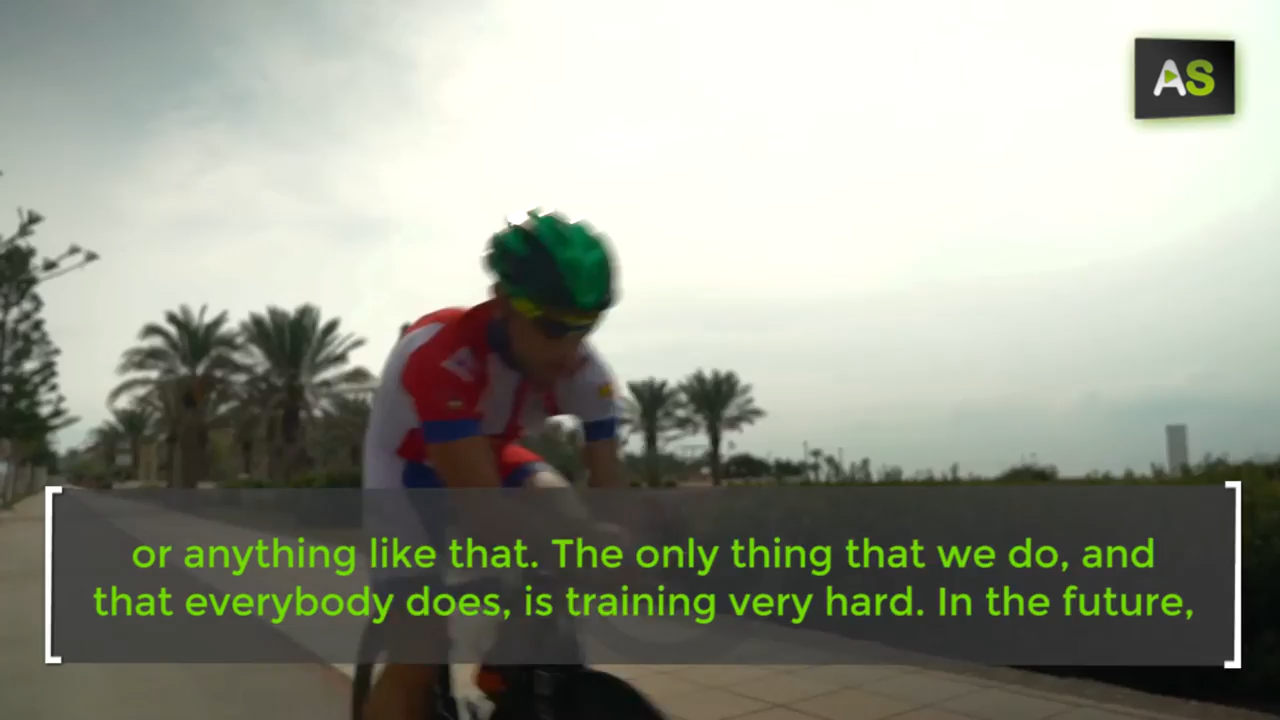 AS
or anything like that. The only thing that we do, and
that everybody does, is training very hard. In the future,